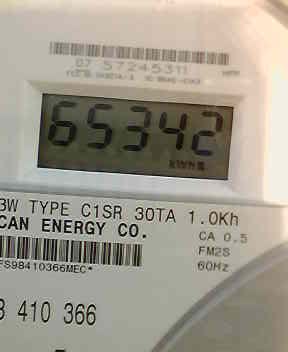 07 57245311
65342
KWH
3W TYPE C1SR 30TA 1.0Kh
CAN ENERGY CO.
CA 0.5
FM2S
60Hz
FS98410366MEC*
410 366